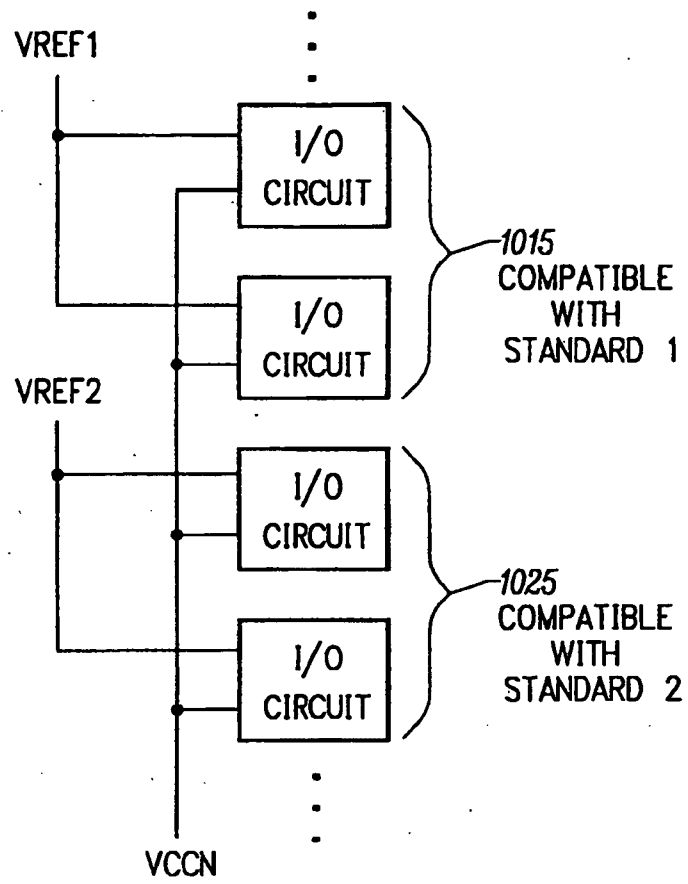 VREF1
I/O
CIRCUIT
1015
COMPATIBLE
WITH
STANDARD 1
I/O
CIRCUIT
VREF2
I/O
CIRCUIT
1025
COMPATIBLE
WITH
STANDARD 2
I/O
CIRCUIT
VCCN